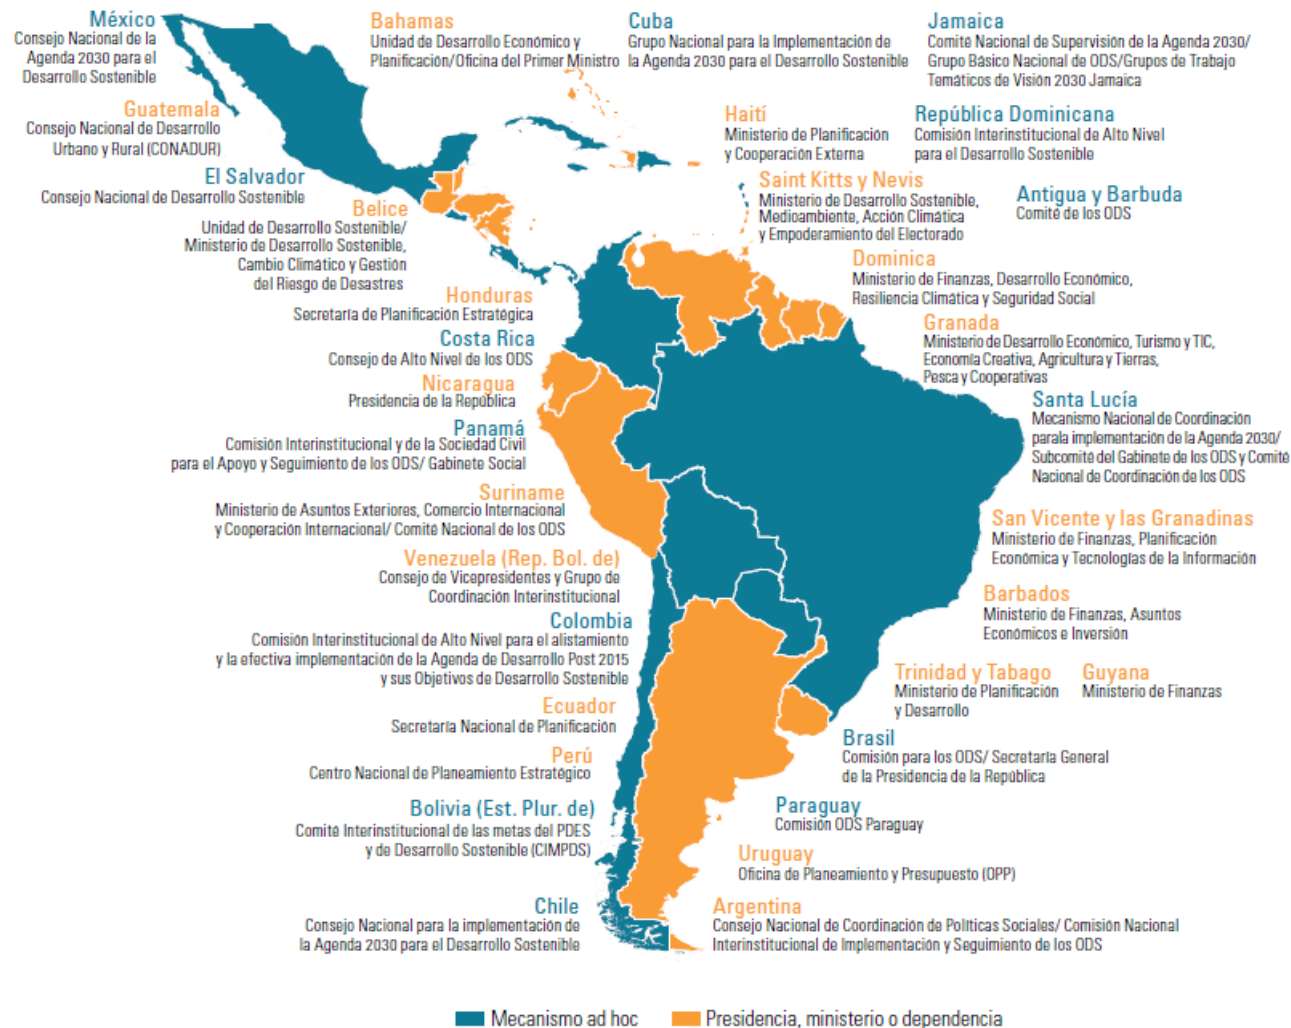 México
Consejo Nacional de la
Agenda 2030 para el
Desarrollo Sostenible
Bahamas
Unidad de Desarrollo Económico y
Planificación/Oficina del Primer Ministro
Cuba
Grupo Nacional para la Implementación de
la Agenda 2030 para el Desarrollo Sostenible
Jamaica
Comité Nacional de Supervisión de la Agenda 2030/
Grupo Básico Nacional de ODS/Grupos de Trabajo
Temáticos de Visión 2030 Jamaica
Guatemala
Consejo Nacional de Desarrollo
Urbano y Rural (CONADUR)
Haití
Ministerio de Planificación
y Cooperación Externa
República Dominicana
Comisión Interinstitucional de Alto Nivel
para el Desarrollo Sostenible
El Salvador
Consejo Nacional de Desarrollo Sostenible
Saint Kitts y Nevis
Ministerio de Desarrollo Sostenible,
Medioambiente, Acción Climática
y Empoderamiento del Electorado
Antigua y Barbuda
Comité de los ODS
Belice
Unidad de Desarrollo Sostenible/
Ministerio de Desarrollo Sostenible,
Cambio Climático y Gestión
del Riesgo de Desastres
Dominica
Ministerio de Finanzas, Desarrollo Económico,
Resiliencia Climática y Seguridad Social
Honduras
Secretaría de Planificación Estratégica
Granada
Ministerio de Desarrollo Económico, Turismo y TIC,
Economía Creativa, Agricultura y Tierras,
Pesca y Cooperativas
Costa Rica
Consejo de Alto Nivel de los ODS
Nicaragua
Presidencia de la República
Santa Lucía
Mecanismo Nacional de Coordinación
parala implementación de la Agenda 2030/
Subcomité del Gabinete de los ODS y Comité
Nacional de Coordinación de los ODS
Panamá
Comisión Interinstitucional y de la Sociedad Civil
para el Apoyo y Seguimiento de los ODS/ Gabinete Social
Suriname
Ministerio de Asuntos Exteriores, Comercio Internacional
y Cooperación Internacional/ Comité Nacional de los ODS
San Vicente y las Granadinas
Ministerio de Finanzas, Planificación
Económica y Tecnologías de la Información
Venezuela (Rep. Bol. de)
Consejo de Vicepresidentes y Grupo de
Coordinación Interinstitucional
Barbados
Ministerio de Finanzas, Asuntos
Económicos e Inversión
Colombia
Comisión Interinstitucional de Alto Nivel para el alistamiento
y la efectiva implementación de la Agenda de Desarrollo Post 2015
y sus Objetivos de Desarrollo Sostenible
Trinidad y Tabago
Ministerio de Planificación
y Desarrollo
Guyana
Ministerio de Finanzas
Ecuador
Secretaría Nacional de Planificación
Brasil
Comisión para los ODS/ Secretaría General
de la Presidencia de la República
Perú
Centro Nacional de Planeamiento Estratégico
Bolivia (Est. Plur. de)
Comité Interinstitucional de las metas del PDES
y de Desarrollo Sostenible (CIMPDS)
Paraguay
Comisión ODS Paraguay
Uruguay
Oficina de Planeamiento y Presupuesto (OPP)
Chile
Consejo Nacional para la implementación de
la Agenda 2030 para el Desarrollo Sostenible
Argentina
Consejo Nacional de Coordinación de Políticas Sociales/ Comisión Nacional
Interinstitucional de Implementación y Seguimiento de los ODS
Mecanismo ad hoc
Presidencia, ministerio o dependencia